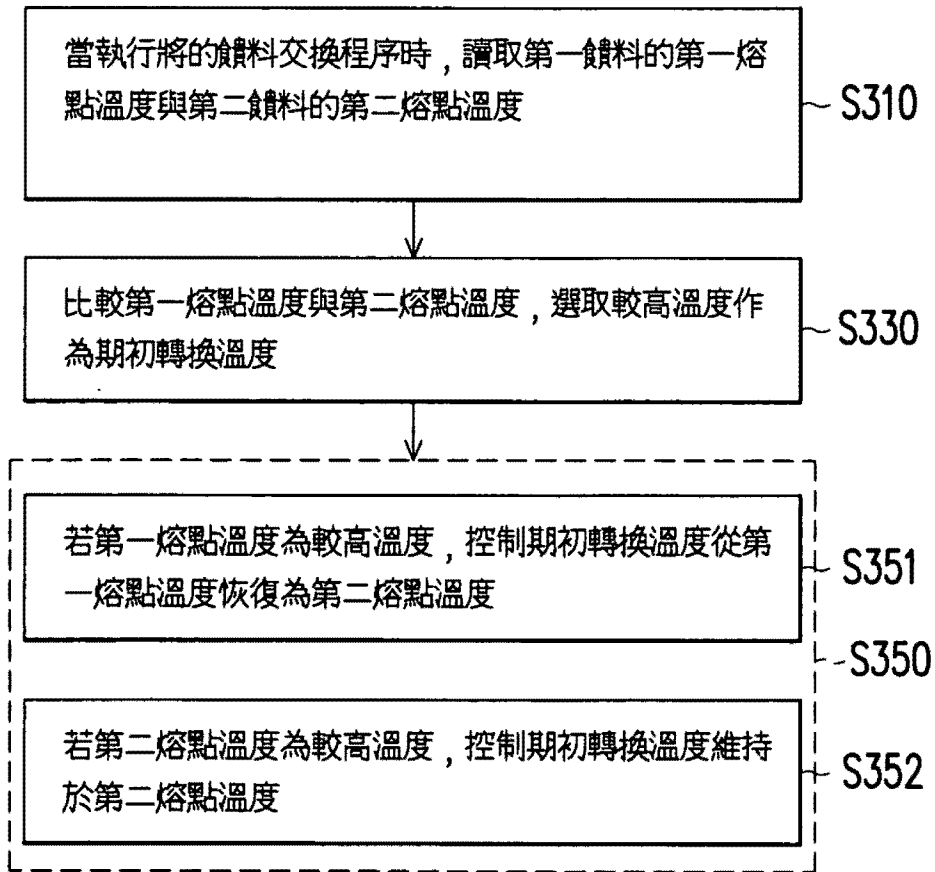 當執行將的饋料交換程序時,讀取第一饋料的第一熔
點溫度與第二饋料的第二熔點溫度
S310
比較第一熔點溫度與第二熔點溫度,選取較高溫度作
為期初轉換溫度
S330
若第一熔點溫度為較高溫度,控制期初轉換溫度從第
一熔點溫度恢復為第二熔點溫度
S351
S350
若第二熔點溫度為較高溫度,控制期初轉換溫度維持
於第二熔點溫度
S352